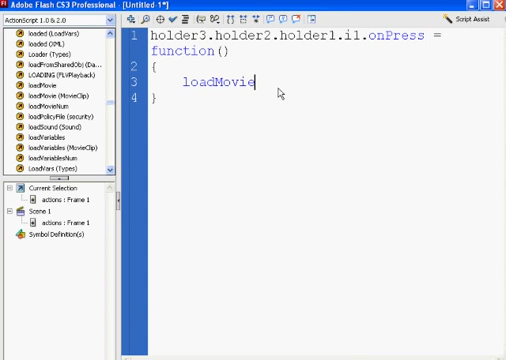 Adobe Flash CS3 Professional - [Untitled-1*]
ActionScript 1.0 & 2.0
Script Assist
loaded (LoadVars)
loaded (XML)
Loader (Types)
loadFromSharedObj (Da...
LOADING (FLVPlayback)
loadMovie
loadMovie (MovieClip)
loadMovieNum
loadPolicyFile (security)
loadSound (Sound)
loadVariables
loadVariables (MovieClip)
loadVariablesNum
LoadVars (Types)
Current Selection
actions : Frame 1
Scene 1
actions : Frame 1
Symbol Definition(s)
1 holder3.holder2.holder1.i1.onPress =
function()
2 {
3 loadMovie
4 }